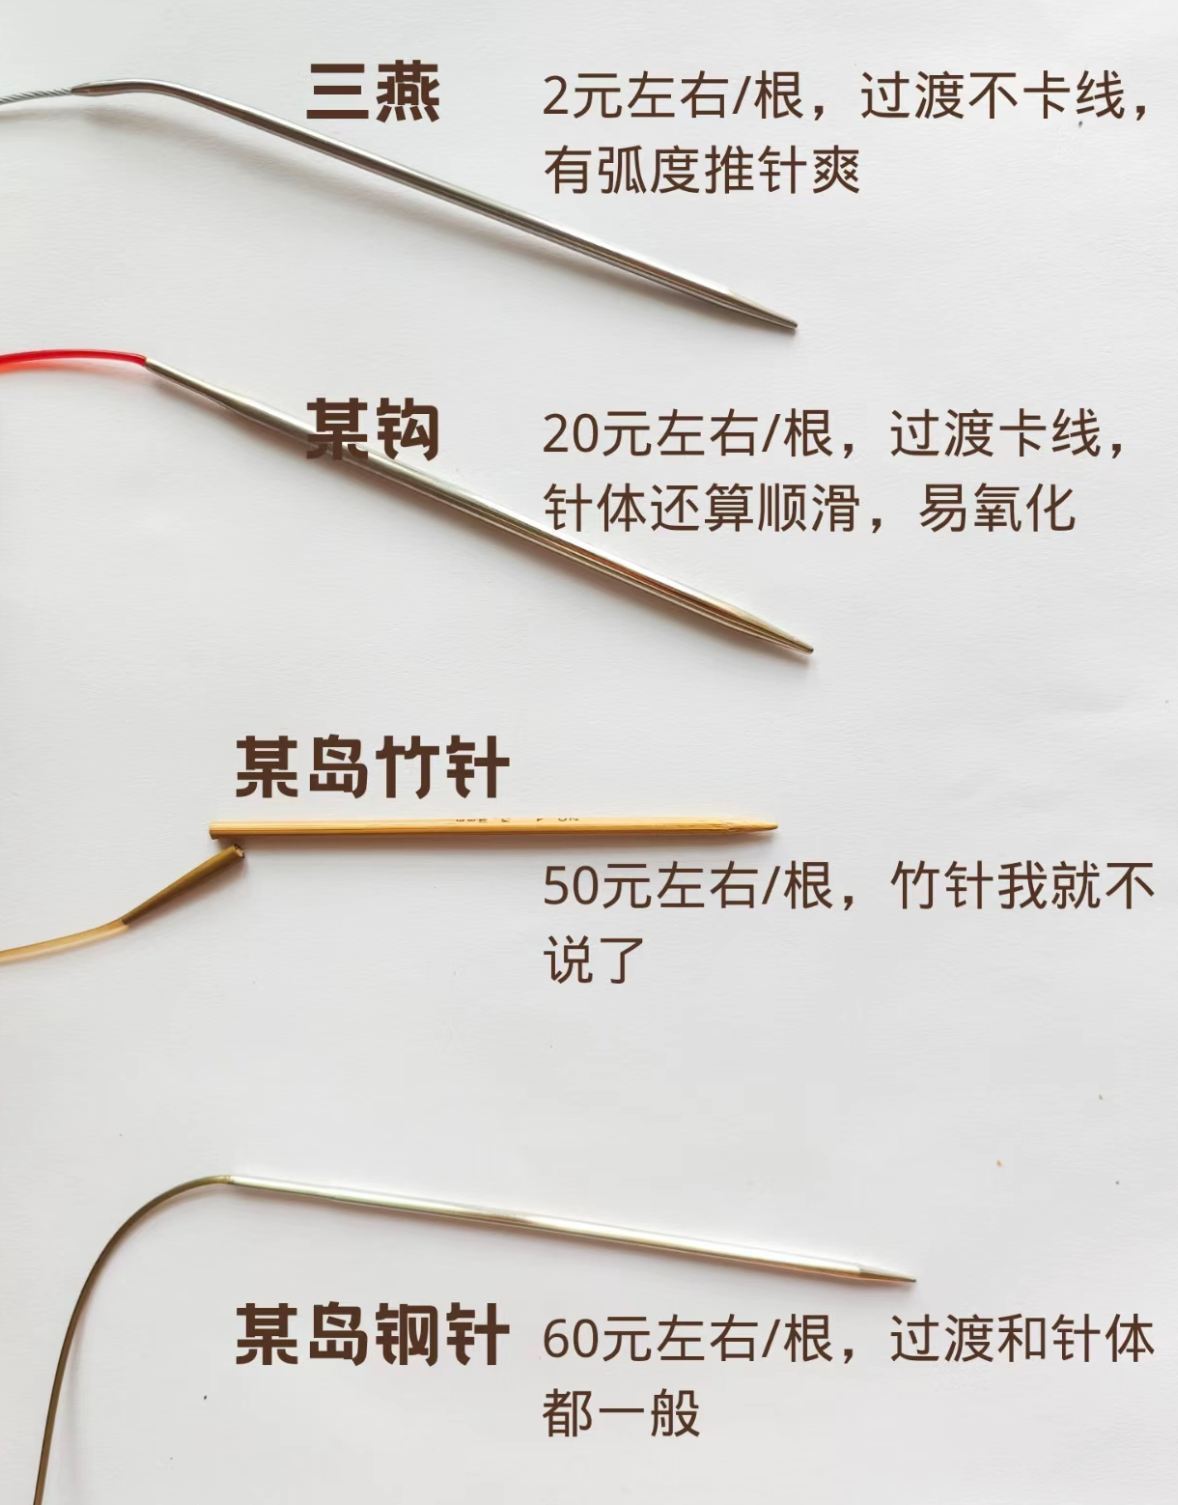 三燕
2元左右/根，过渡不卡线，
有弧度推针爽
某钩
20元左右/根，过渡卡线，
针体还算顺滑，易氧化
某岛竹针
50元左右/根，竹针我就不
说了
某岛钢针
60元左右/根，过渡和针体
都一般